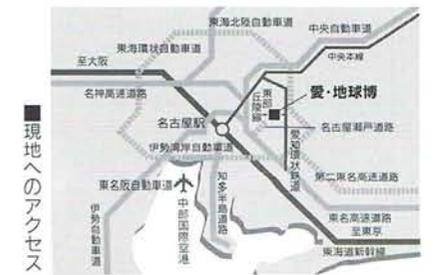 ■現地へのアクセス
東海北陸自動車道
中央自動車道
東海環状自動車道
中央本線
至大阪
名神高速道路
東部丘陵線
愛・地球博
名古屋駅
名古屋瀬戸道路
伊勢湾岸自動車道
愛知環状鉄道
東名阪自動車道
知多半島道路
第二東名高速道路
中部国際空港
伊勢自動車道
東名高速道路
至東京
東海道新幹線